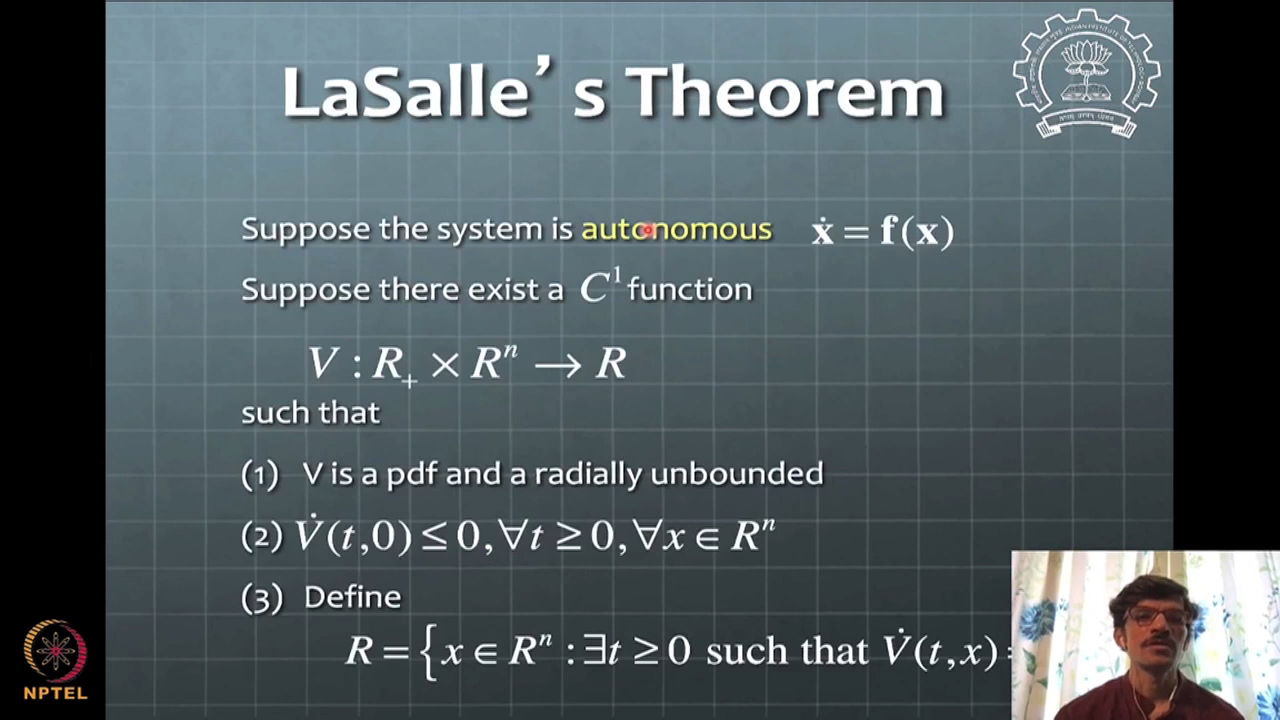 LaSalle’s Theorem
Suppose the system is autonomous ẋ = f(x)
Suppose there exist a C¹ function
V : R₊ × Rⁿ → R
such that
(1) V is a pdf and a radially unbounded
(2) V̇(t,0) ≤ 0, ∀t ≥ 0, ∀x ∈ Rⁿ
(3) Define
R = {x ∈ Rⁿ : ∃t ≥ 0 such that V̇(t,x) =
NPTEL